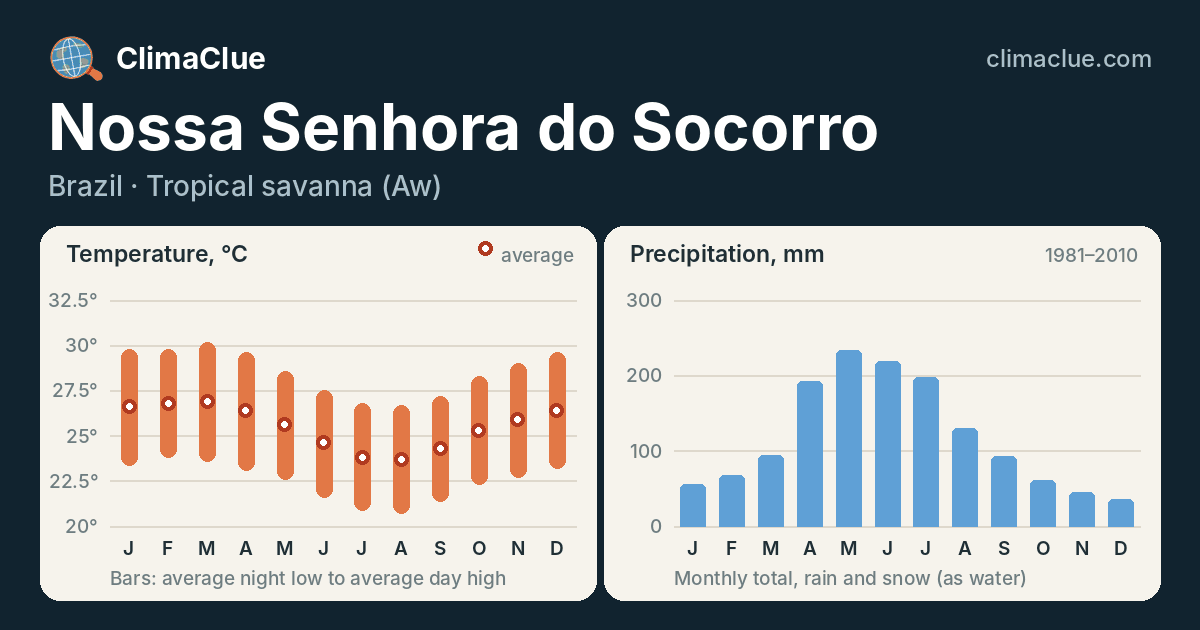 ClimaClue
climaclue.com
Nossa Senhora do Socorro
Brazil · Tropical savanna (Aw)
Temperature, °C
average
32.5°
30°
27.5°
25°
22.5°
20°
J F M A M J J A S O N D
Bars: average night low to average day high
Precipitation, mm
1981–2010
300
200
100
0
J F M A M J J A S O N D
Monthly total, rain and snow (as water)